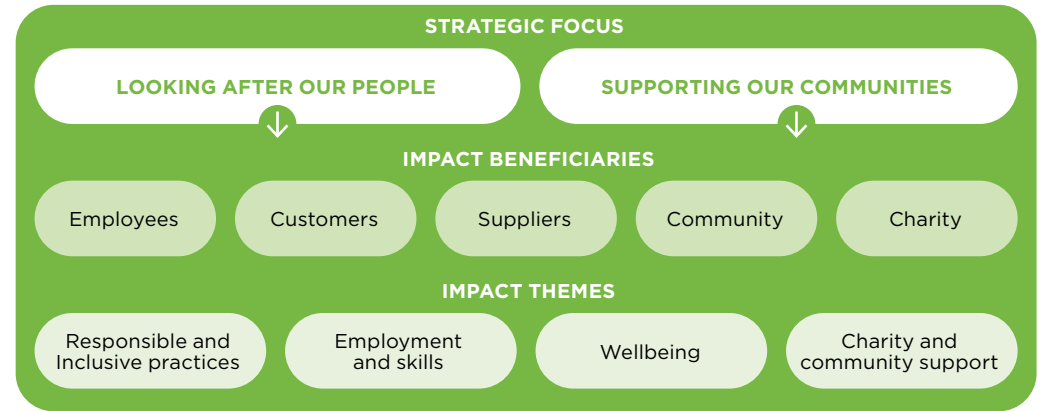 STRATEGIC FOCUS
LOOKING AFTER OUR PEOPLE
SUPPORTING OUR COMMUNITIES
IMPACT BENEFICIARIES
Employees
Customers
Suppliers
Community
Charity
IMPACT THEMES
Responsible and
Inclusive practices
Employment
and skills
Wellbeing
Charity and
community support